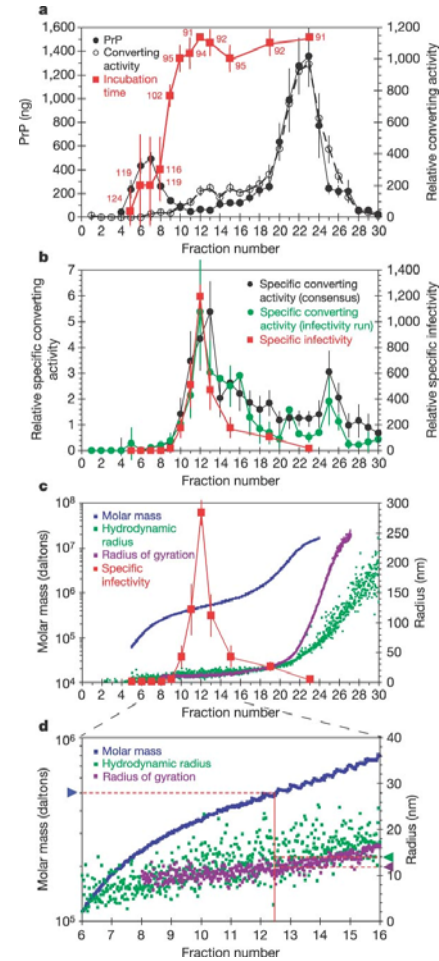 a
1,600
1,400
1,200
1,000
800
600
400
200
0
PrP (ng)
PrP
Converting
activity
Incubation
time
124
119
116
119
102
95
91
94
92
95
92
91
1,200
1,000
800
600
400
200
0
Relative converting activity
0 2 4 6 8 10 12 14 16 18 20 22 24 26 28 30
Fraction number
b
7
6
5
4
3
2
1
0
Relative specific converting
activity
Specific converting
activity (consensus)
Specific converting
activity (infectivity run)
Specific infectivity
1,400
1,200
1,000
800
600
400
200
0
Relative specific infectivity
0 2 4 6 8 10 12 14 16 18 20 22 24 26 28 30
Fraction number
c
10⁸
10⁷
10⁶
10⁵
10⁴
Molar mass (daltons)
Molar mass
Hydrodynamic
radius
Radius of gyration
Specific
infectivity
300
250
200
150
100
50
0
Radius (nm)
0 2 4 6 8 10 12 14 16 18 20 22 24 26 28 30
Fraction number
d
10⁶
10⁵
Molar mass (daltons)
Molar mass
Hydrodynamic radius
Radius of gyration
40
30
20
10
0
Radius (nm)
6 7 8 9 10 11 12 13 14 15 16
Fraction number